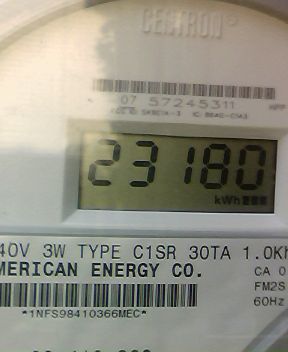 CENTRON®
07 57245311
23180
kWh
40V 3W TYPE C1SR 30TA 1.0Kh
MERICAN ENERGY CO.
CA 0
FM2S
60Hz
*1NFS98410366MEC*